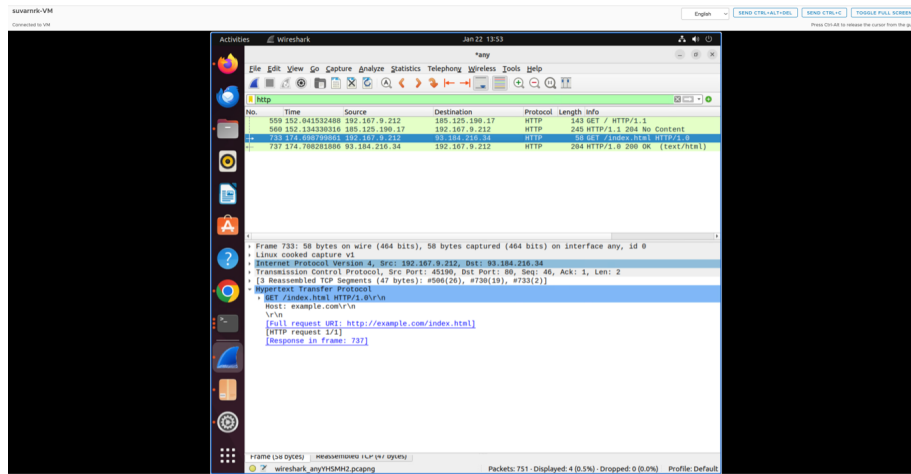 suvarnrk-VM
Connected to VM
English
SEND CTRL+ALT+DEL
SEND CTRL+C
TOGGLE FULL SCREEN
Press Ctrl-Alt to release the cursor from the gu
Activities Wireshark Jan 22 13:53
*any
File Edit View Go Capture Analyze Statistics Telephony Wireless Tools Help
http
No. Time Source Destination Protocol Length Info
559 152.041532488 192.167.9.212 185.125.190.17 HTTP 143 GET / HTTP/1.1
560 152.134330316 185.125.190.17 192.167.9.212 HTTP 245 HTTP/1.1 204 No Content
733 174.698799861 192.167.9.212 93.184.216.34 HTTP 58 GET /index.html HTTP/1.0
737 174.708281886 93.184.216.34 192.167.9.212 HTTP 204 HTTP/1.0 200 OK (text/html)
Frame 733: 58 bytes on wire (464 bits), 58 bytes captured (464 bits) on interface any, id 0
Linux cooked capture v1
Internet Protocol Version 4, Src: 192.167.9.212, Dst: 93.184.216.34
Transmission Control Protocol, Src Port: 45190, Dst Port: 80, Seq: 46, Ack: 1, Len: 2
[3 Reassembled TCP Segments (47 bytes): #506(26), #730(19), #733(2)]
Hypertext Transfer Protocol
GET /index.html HTTP/1.0\r\n
Host: example.com\r\n
\r\n
[Full request URI: http://example.com/index.html]
[HTTP request 1/1]
[Response in frame: 737]
Frame (58 bytes) Reassembled TCP (47 bytes)
wireshark_anyYHSMH2.pcapng Packets: 751 · Displayed: 4 (0.5%) · Dropped: 0 (0.0%) Profile: Default